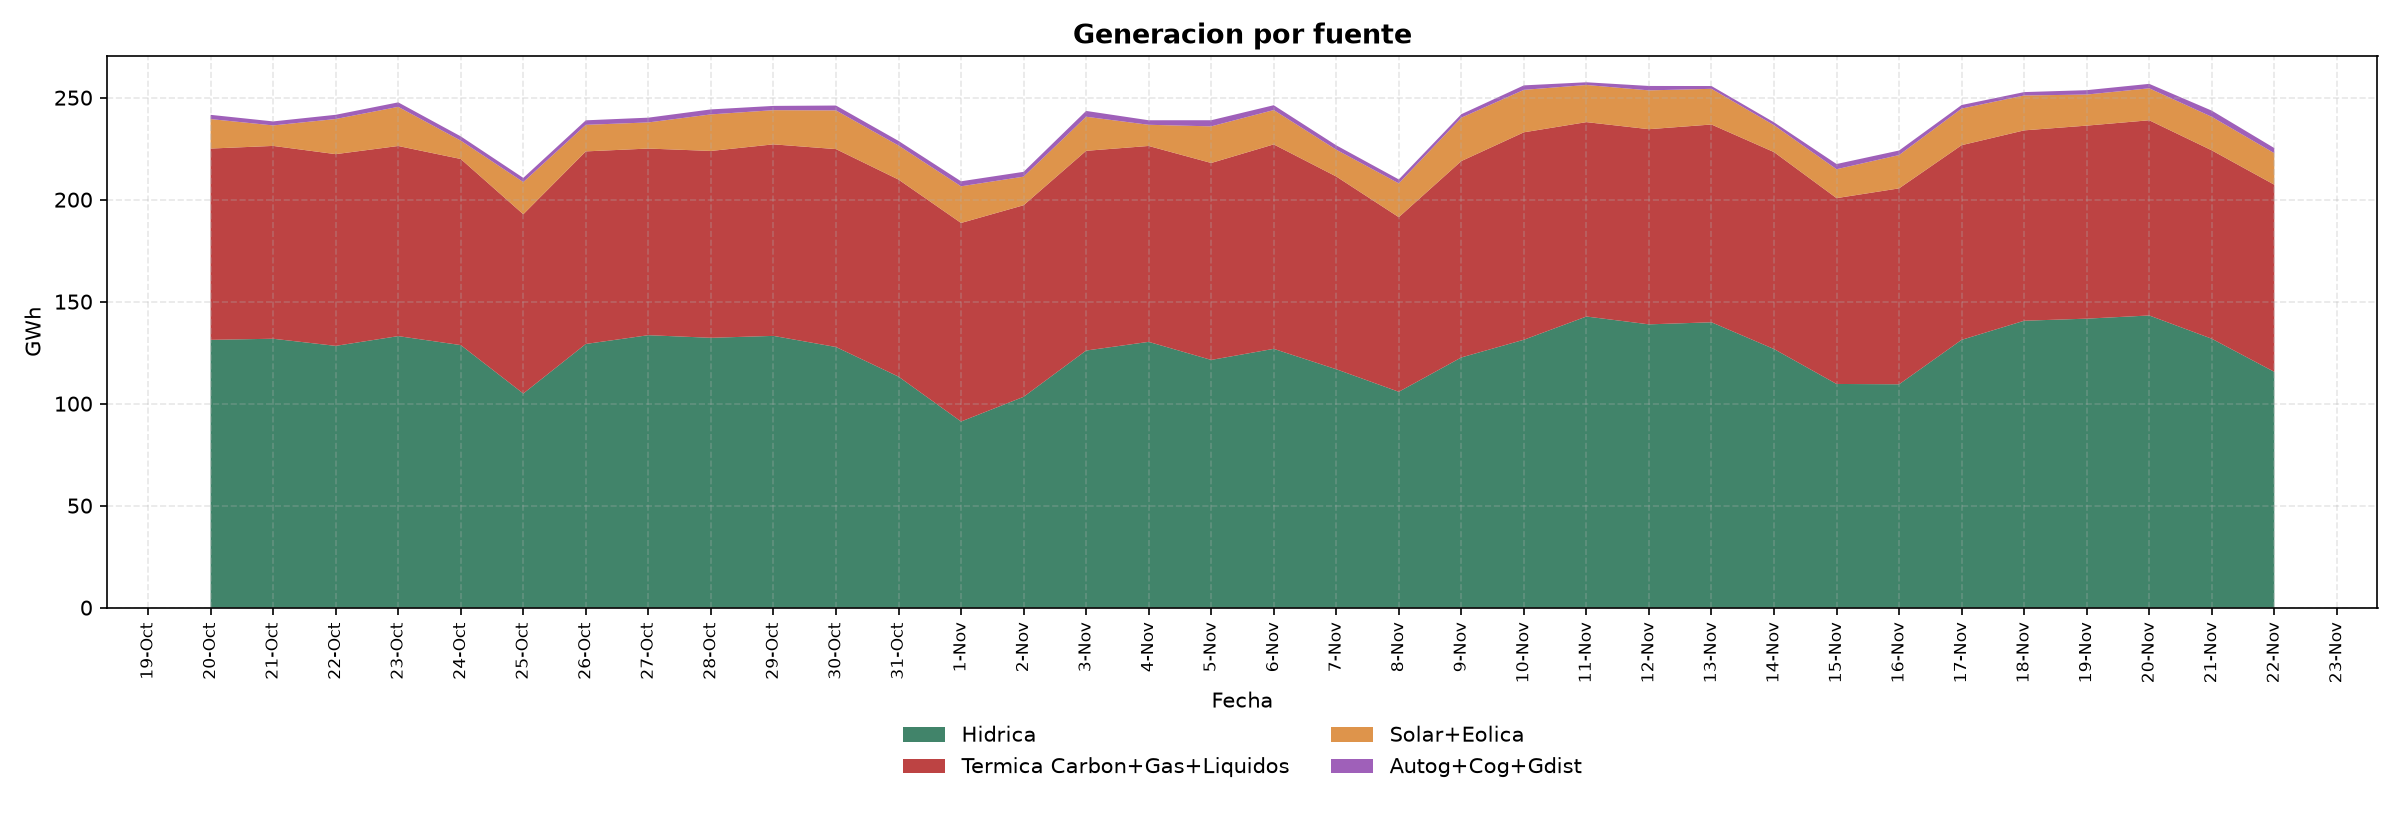 Generacion por fuente
250
200
150
100
50
0
GWh
19-Oct
20-Oct
21-Oct
22-Oct
23-Oct
24-Oct
25-Oct
26-Oct
27-Oct
28-Oct
29-Oct
30-Oct
31-Oct
1-Nov
2-Nov
3-Nov
4-Nov
5-Nov
6-Nov
7-Nov
8-Nov
9-Nov
10-Nov
11-Nov
12-Nov
13-Nov
14-Nov
15-Nov
16-Nov
17-Nov
18-Nov
19-Nov
20-Nov
21-Nov
22-Nov
23-Nov
Fecha
Hidrica
Termica Carbon+Gas+Liquidos
Solar+Eolica
Autog+Cog+Gdist